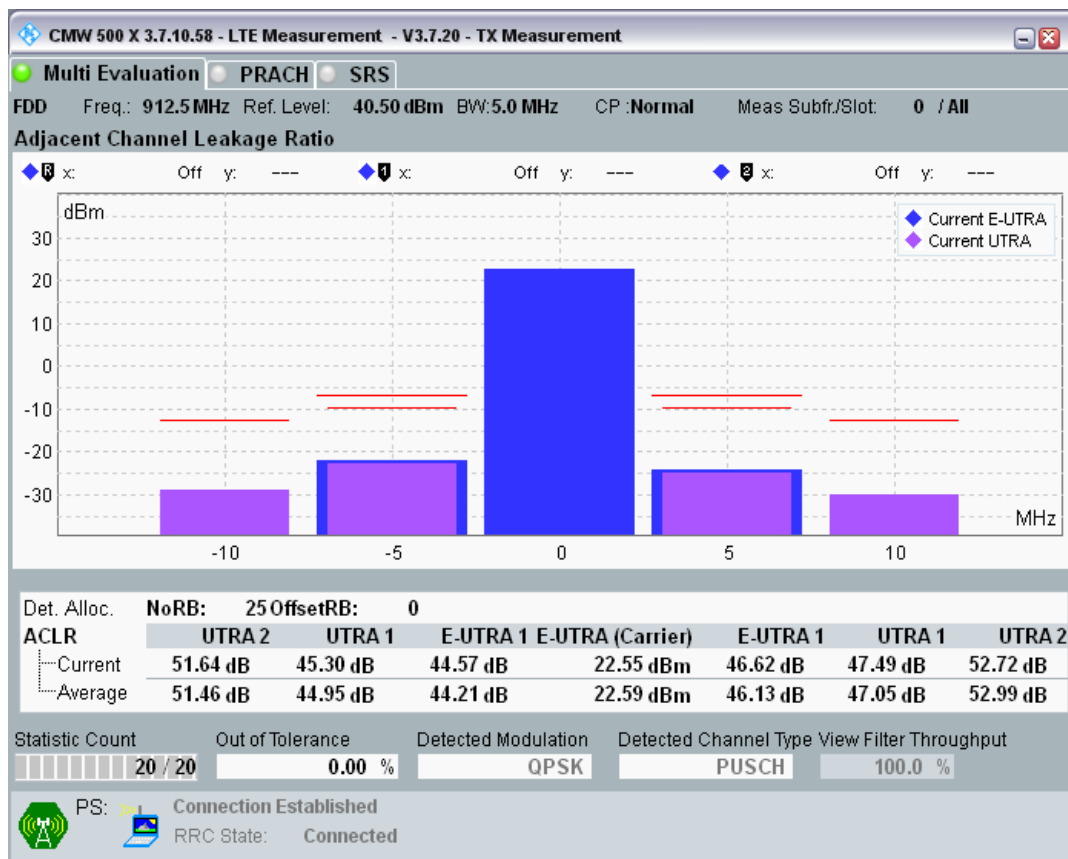 CMW 500 X 3.7.10.58 - LTE Measurement - V3.7.20 - TX Measurement
Multi Evaluation PRACH SRS
FDD Freq.: 912.5 MHz Ref. Level: 40.50 dBm BW:5.0 MHz CP :Normal Meas Subfr./Slot: 0 / All
Adjacent Channel Leakage Ratio
R x: Off y: --- 1 x: Off y: --- 2 x: Off y: ---
dBm
Current E-UTRA
Current UTRA
30
20
10
0
-10
-20
-30
MHz
-10 -5 0 5 10
Det. Alloc. NoRB: 25 OffsetRB: 0
ACLR UTRA 2 UTRA 1 E-UTRA 1 E-UTRA (Carrier) E-UTRA 1 UTRA 1 UTRA 2
Current 51.64 dB 45.30 dB 44.57 dB 22.55 dBm 46.62 dB 47.49 dB 52.72 dB
Average 51.46 dB 44.95 dB 44.21 dB 22.59 dBm 46.13 dB 47.05 dB 52.99 dB
Statistic Count Out of Tolerance Detected Modulation Detected Channel Type View Filter Throughput
20 / 20 0.00 % QPSK PUSCH 100.0 %
PS: Connection Established
RRC State: Connected